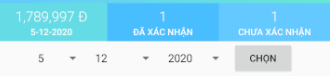 1,789,997 Đ 1 1
5-12-2020 ĐÃ XÁC NHẬN CHƯA XÁC NHẬN
5 12 2020 CHỌN